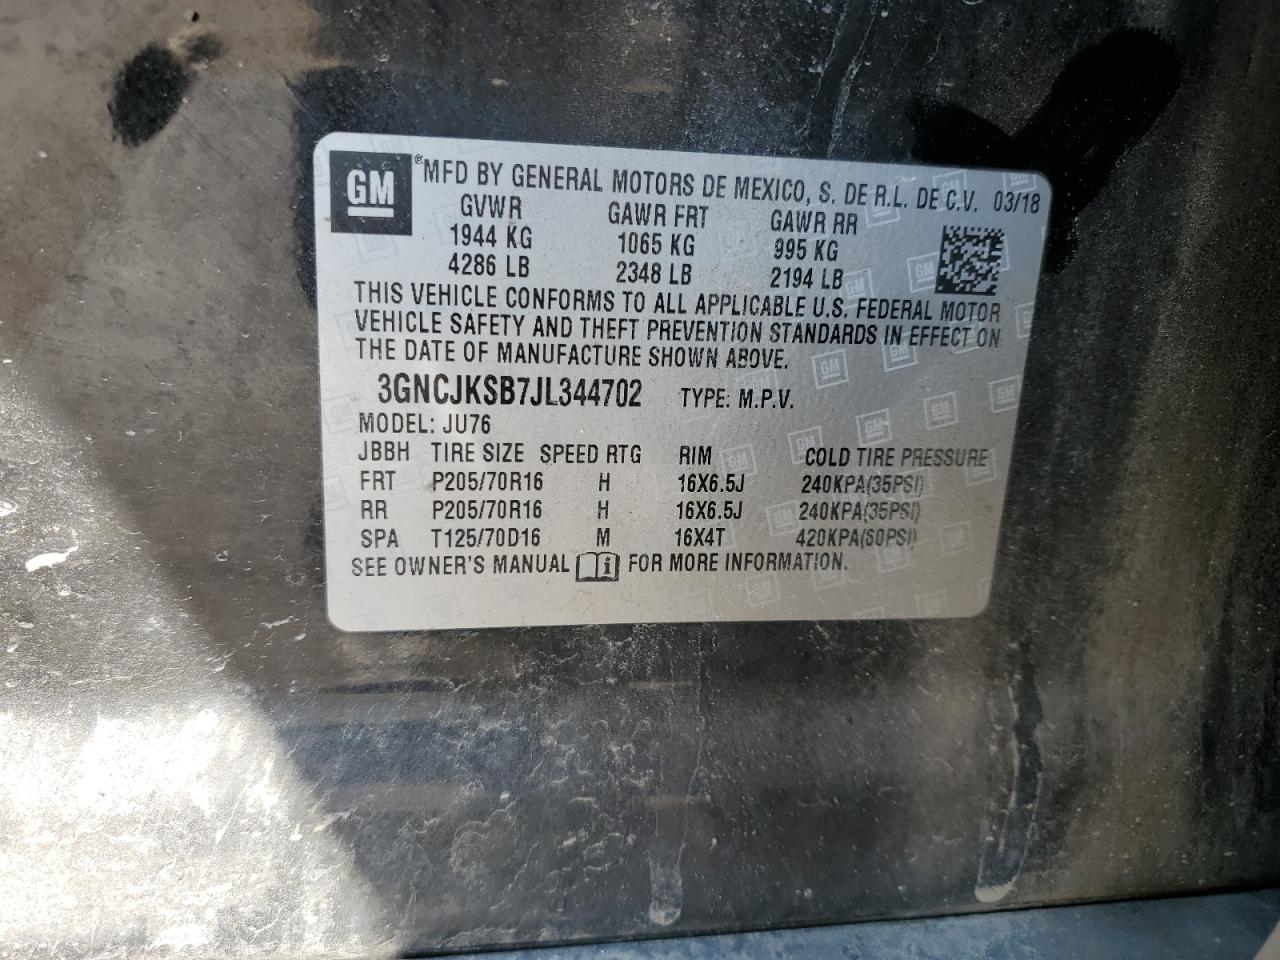 GM ®MFD BY GENERAL MOTORS DE MEXICO, S. DE R.L. DE C.V. 03/18
GVWR GAWR FRT GAWR RR
1944 KG 1065 KG 995 KG
4286 LB 2348 LB 2194 LB
THIS VEHICLE CONFORMS TO ALL APPLICABLE U.S. FEDERAL MOTOR
VEHICLE SAFETY AND THEFT PREVENTION STANDARDS IN EFFECT ON
THE DATE OF MANUFACTURE SHOWN ABOVE.
3GNCJKSB7JL344702 TYPE: M.P.V.
MODEL: JU76
JBBH TIRE SIZE SPEED RTG RIM COLD TIRE PRESSURE
FRT P205/70R16 H 16X6.5J 240KPA(35PSI)
RR P205/70R16 H 16X6.5J 240KPA(35PSI)
SPA T125/70D16 M 16X4T 420KPA(60PSI)
SEE OWNER'S MANUAL FOR MORE INFORMATION.